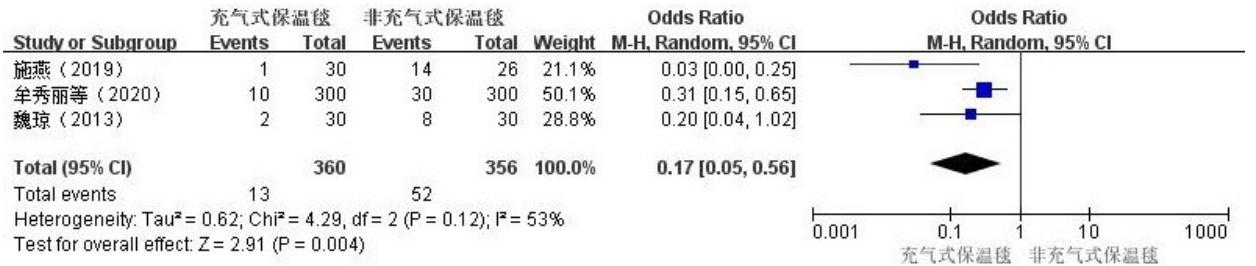 充气式保温毯 非充气式保温毯 Odds Ratio Odds Ratio
Study or Subgroup Events Total Events Total Weight M-H, Random, 95% CI M-H, Random, 95% CI
施燕（2019） 1 30 14 26 21.1% 0.03 [0.00, 0.25]
牟秀丽等（2020） 10 300 30 300 50.1% 0.31 [0.15, 0.65]
魏琼（2013） 2 30 8 30 28.8% 0.20 [0.04, 1.02]
Total (95% CI) 360 356 100.0% 0.17 [0.05, 0.56]
Total events 13 52
Heterogeneity: Tau² = 0.62; Chi² = 4.29, df = 2 (P = 0.12); I² = 53%
Test for overall effect: Z = 2.91 (P = 0.004)
0.001 0.1 1 10 1000
充气式保温毯 非充气式保温毯